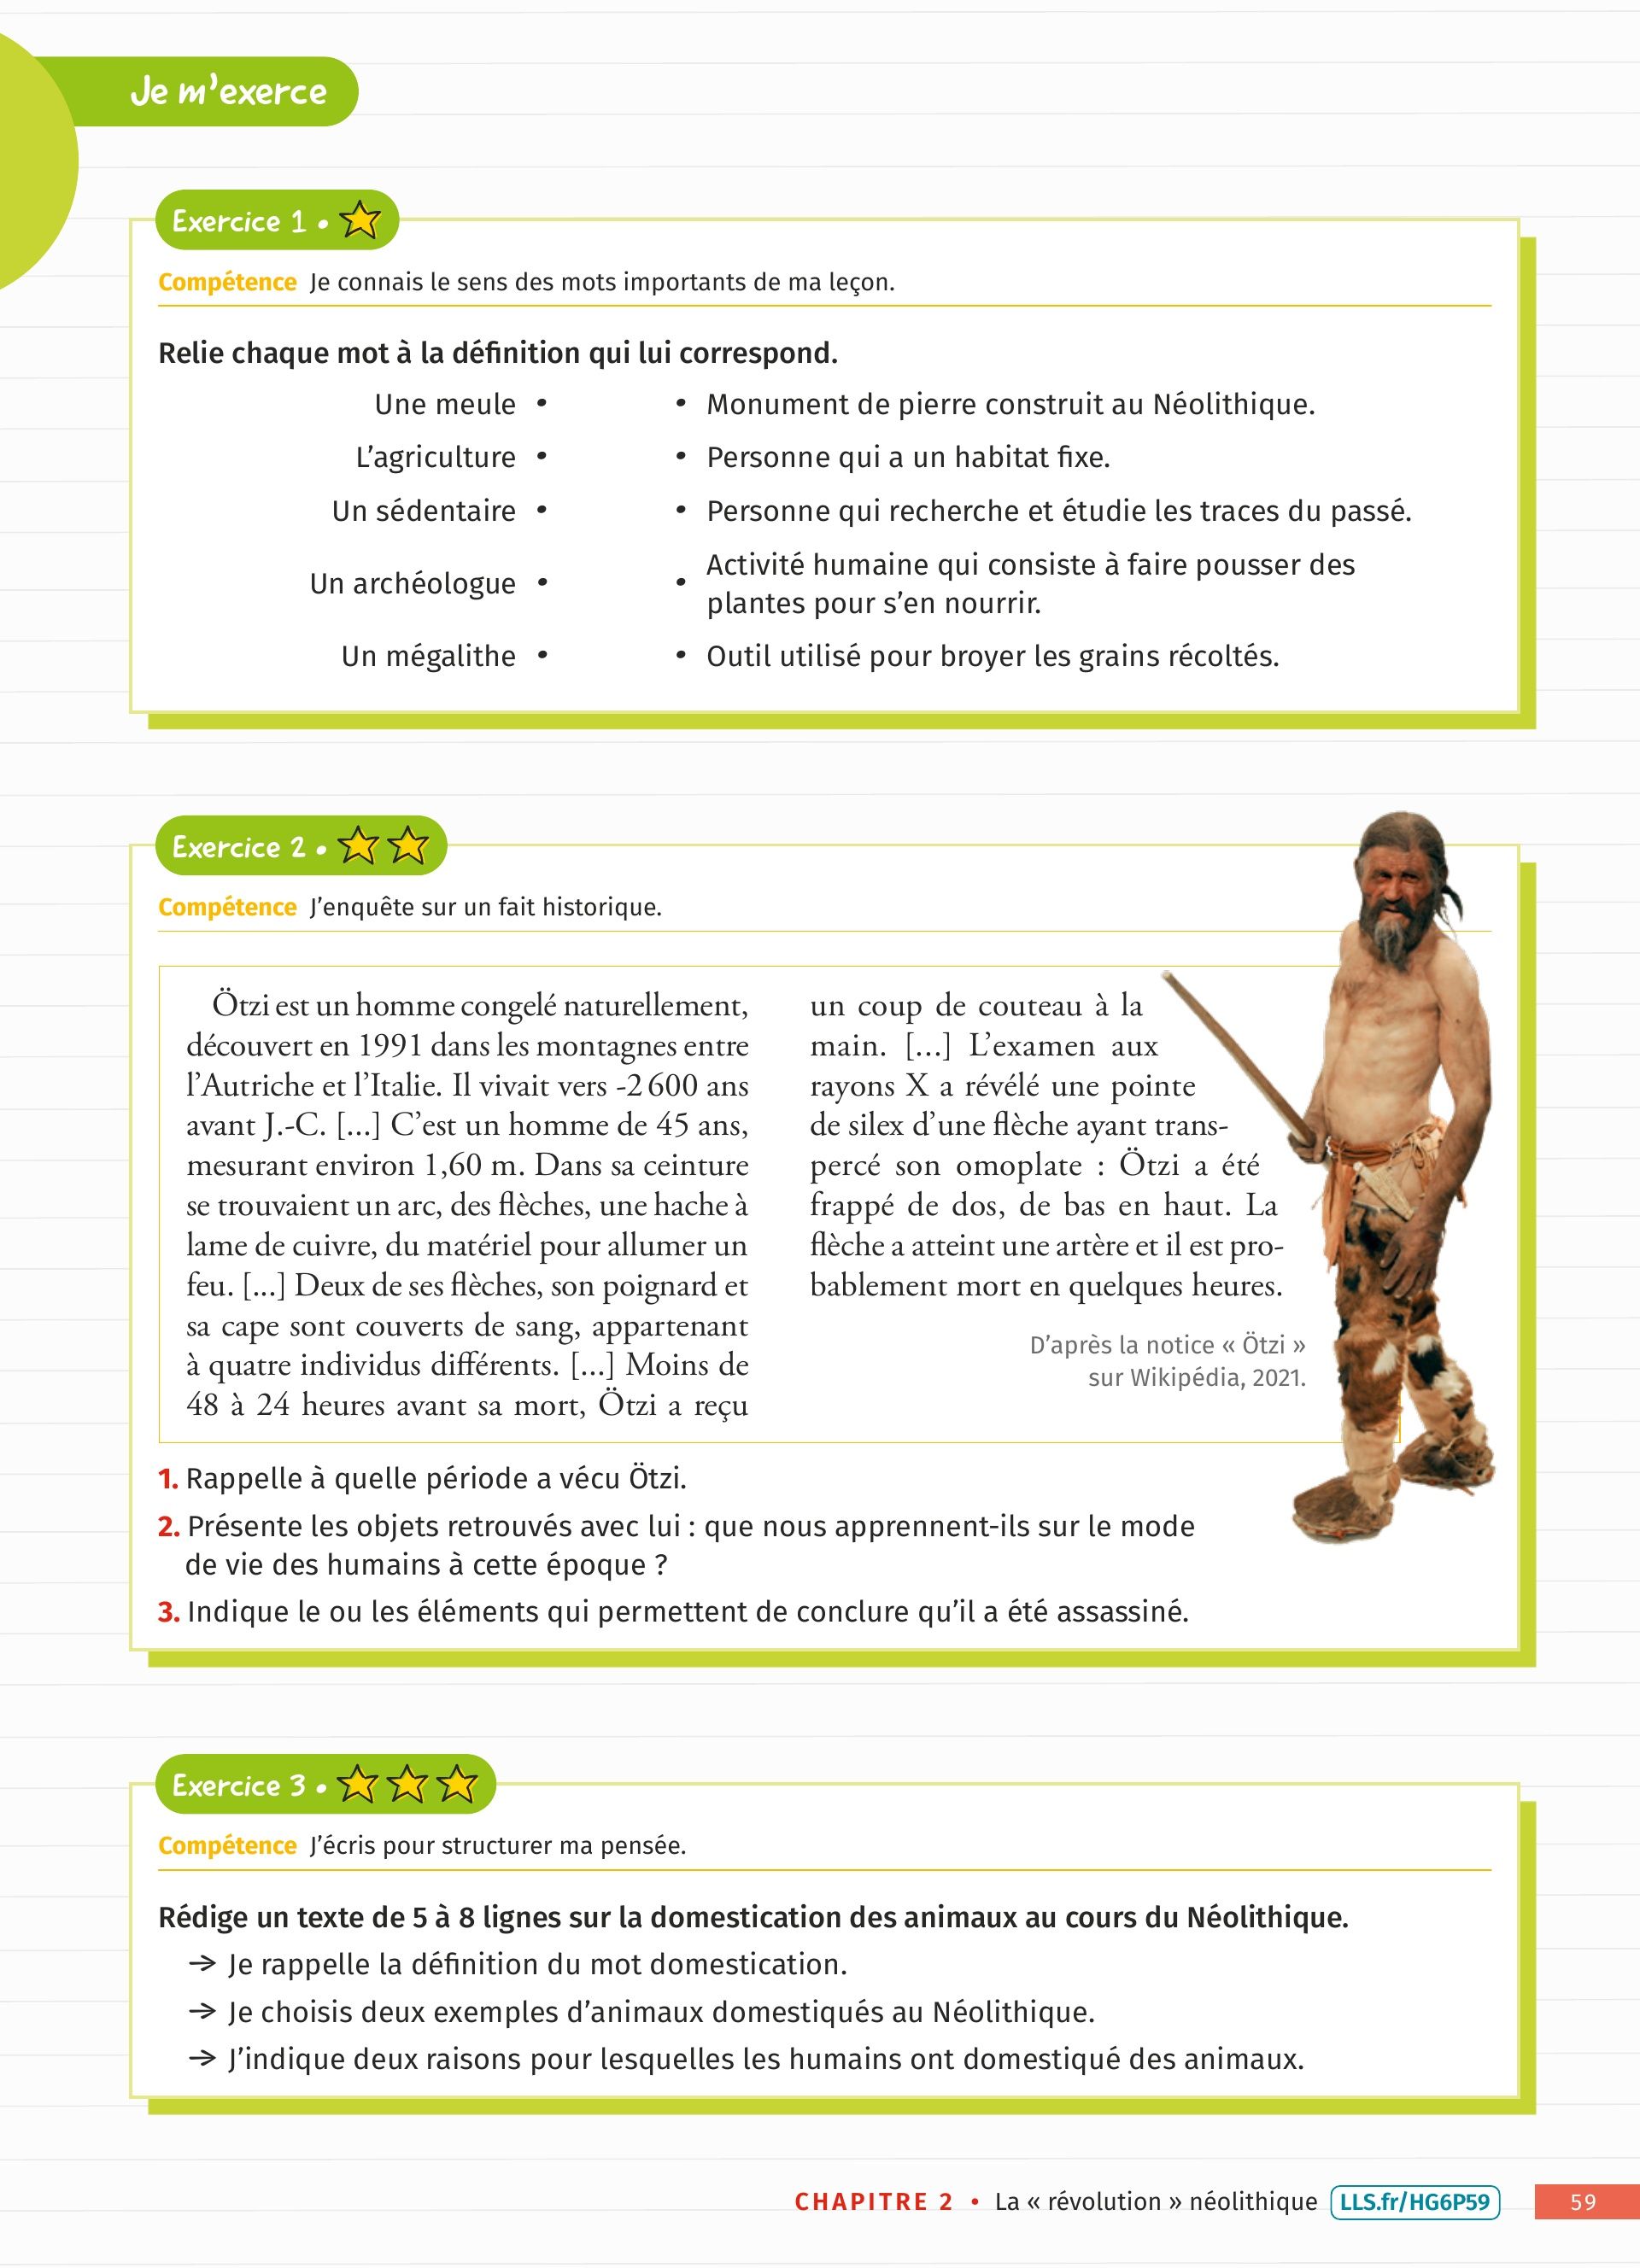 Je m'exerce
Exercice 1 •
Compétence Je connais le sens des mots importants de ma leçon.
Relie chaque mot à la définition qui lui correspond.
Une meule • • Monument de pierre construit au Néolithique.
L'agriculture • • Personne qui a un habitat fixe.
Un sédentaire • • Personne qui recherche et étudie les traces du passé.
Un archéologue • • Activité humaine qui consiste à faire pousser des
plantes pour s'en nourrir.
Un mégalithe • • Outil utilisé pour broyer les grains récoltés.
Exercice 2 •
Compétence J'enquête sur un fait historique.
Ötzi est un homme congelé naturellement,
découvert en 1991 dans les montagnes entre
l'Autriche et l'Italie. Il vivait vers -2 600 ans
avant J.-C. [...] C'est un homme de 45 ans,
mesurant environ 1,60 m. Dans sa ceinture
se trouvaient un arc, des flèches, une hache à
lame de cuivre, du matériel pour allumer un
feu. [...] Deux de ses flèches, son poignard et
sa cape sont couverts de sang, appartenant
à quatre individus différents. [...] Moins de
48 à 24 heures avant sa mort, Ötzi a reçu
un coup de couteau à la
main. [...] L'examen aux
rayons X a révélé une pointe
de silex d'une flèche ayant trans-
percé son omoplate : Ötzi a été
frappé de dos, de bas en haut. La
flèche a atteint une artère et il est pro-
bablement mort en quelques heures.
D'après la notice « Ötzi »
sur Wikipédia, 2021.
1. Rappelle à quelle période a vécu Ötzi.
2. Présente les objets retrouvés avec lui : que nous apprennent-ils sur le mode
de vie des humains à cette époque ?
3. Indique le ou les éléments qui permettent de conclure qu'il a été assassiné.
Exercice 3 •
Compétence J'écris pour structurer ma pensée.
Rédige un texte de 5 à 8 lignes sur la domestication des animaux au cours du Néolithique.
→ Je rappelle la définition du mot domestication.
→ Je choisis deux exemples d'animaux domestiqués au Néolithique.
→ J'indique deux raisons pour lesquelles les humains ont domestiqué des animaux.
CHAPITRE 2 • La « révolution » néolithique LLS.fr/HG6P59 59